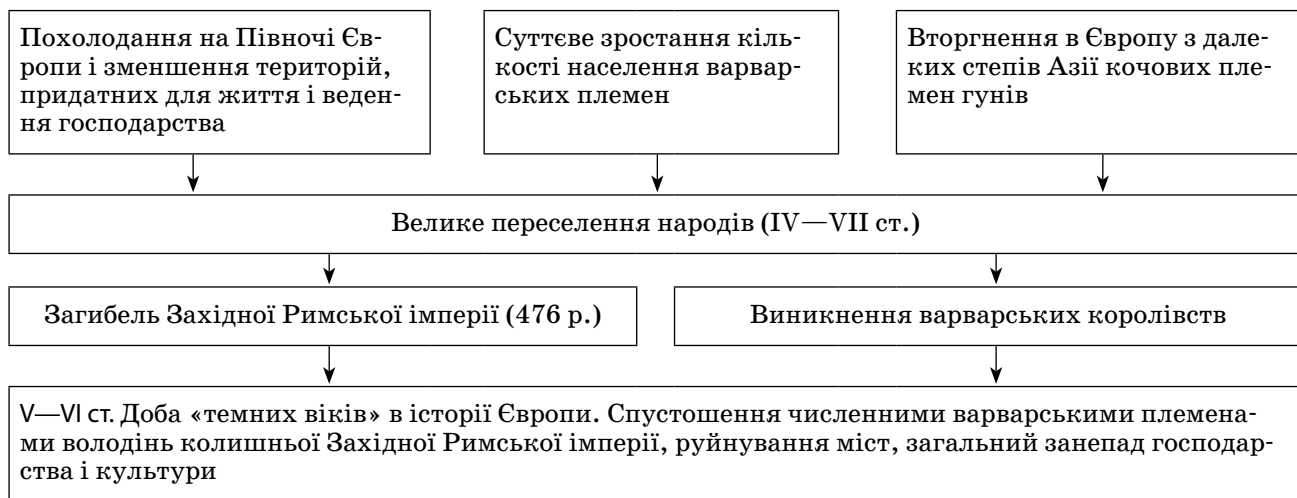 Похолодання на Півночі Єв-
ропи і зменшення територій,
придатних для життя і веден-
ня господарства
Суттєве зростання кіль-
кості населення варвар-
ських племен
Вторгнення в Європу з дале-
ких степів Азії кочових пле-
мен гунів
Велике переселення народів (IV—VII ст.)
Загибель Західної Римської імперії (476 р.)
Виникнення варварських королівств
V—VI ст. Доба «темних віків» в історії Європи. Спустошення численними варварськими племена-
ми володінь колишньої Західної Римської імперії, руйнування міст, загальний занепад господар-
ства і культури